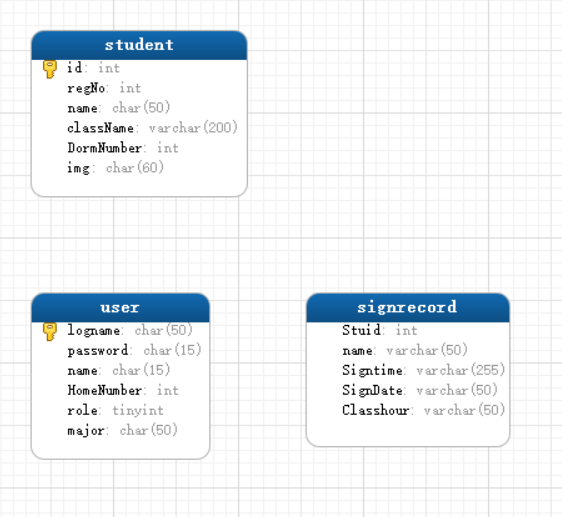 student
id: int
regNo: int
name: char(50)
className: varchar(200)
DormNumber: int
img: char(60)
user
logname: char(50)
password: char(15)
name: char(15)
HomeNumber: int
role: tinyint
major: char(50)
signrecord
Stuid: int
name: varchar(50)
Signtime: varchar(255)
SignDate: varchar(50)
Classhour: varchar(50)